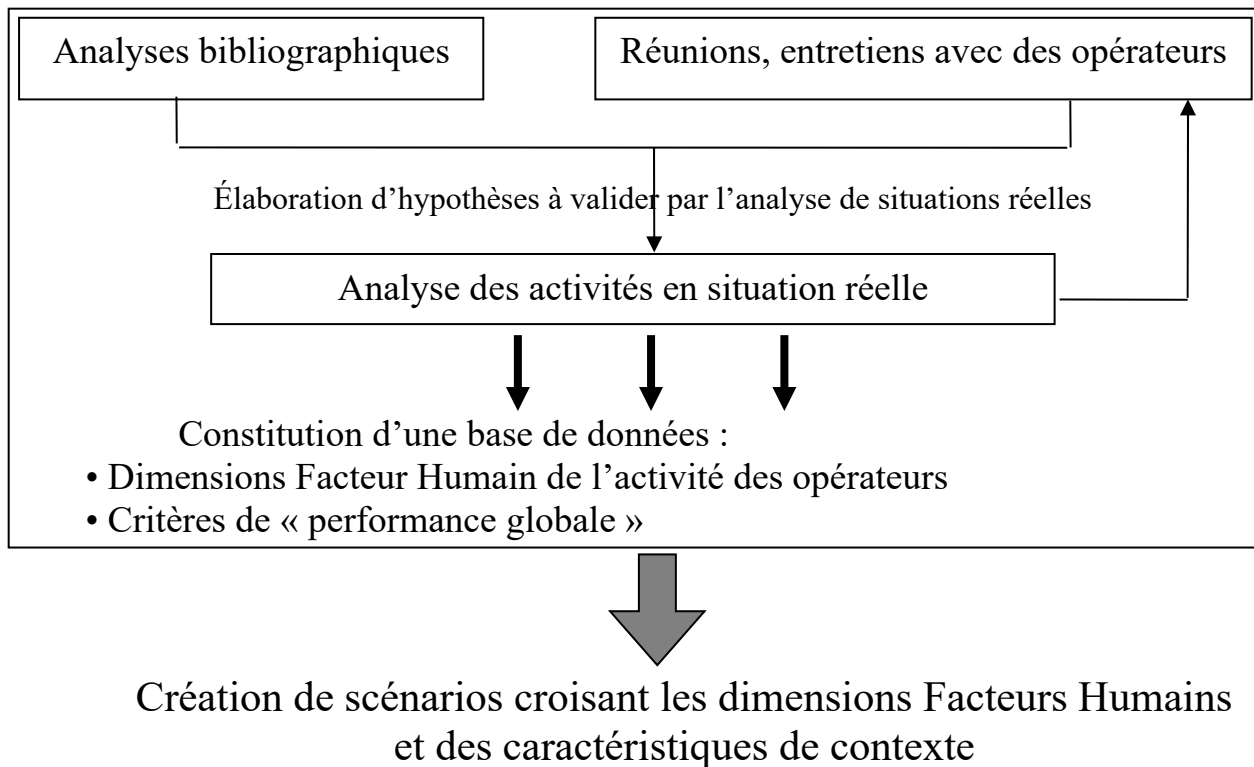 Analyses bibliographiques
Réunions, entretiens avec des opérateurs
Élaboration d’hypothèses à valider par l’analyse de situations réelles
Analyse des activités en situation réelle
Constitution d’une base de données :
• Dimensions Facteur Humain de l’activité des opérateurs
• Critères de « performance globale »
Création de scénarios croisant les dimensions Facteurs Humains
et des caractéristiques de contexte